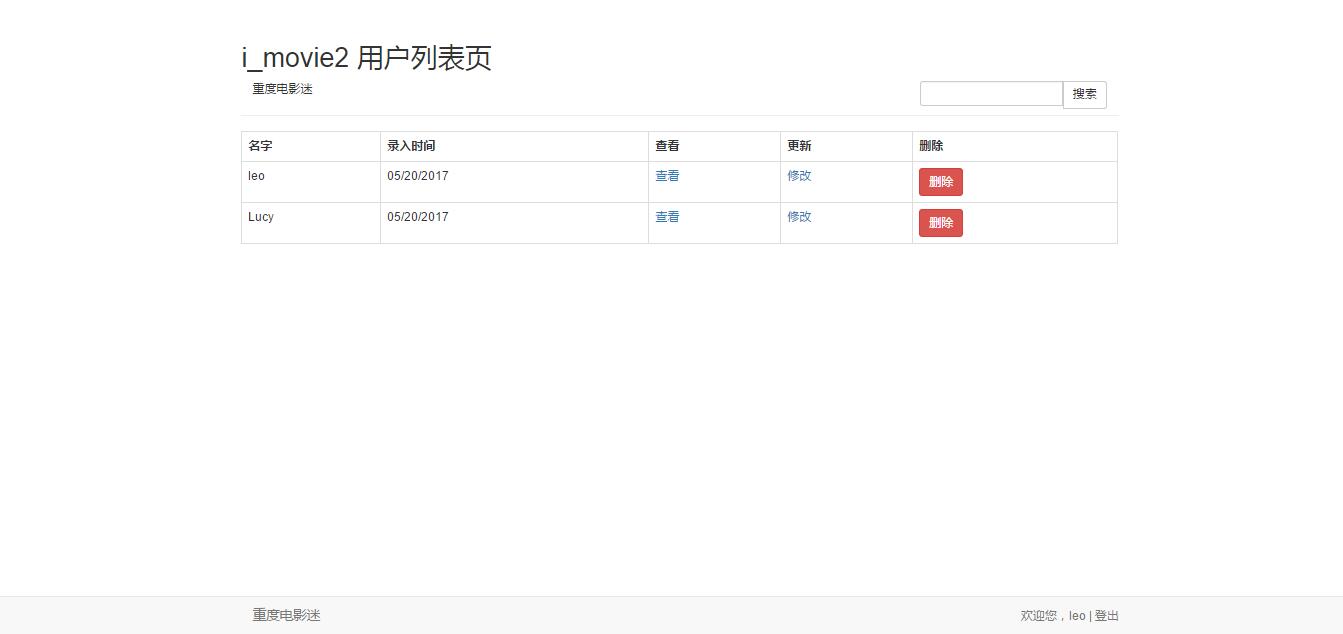 i_movie2 用户列表页
重度电影迷
搜索
名字 录入时间 查看 更新 删除
leo 05/20/2017 查看 修改 删除
Lucy 05/20/2017 查看 修改 删除
重度电影迷 欢迎您，leo | 登出